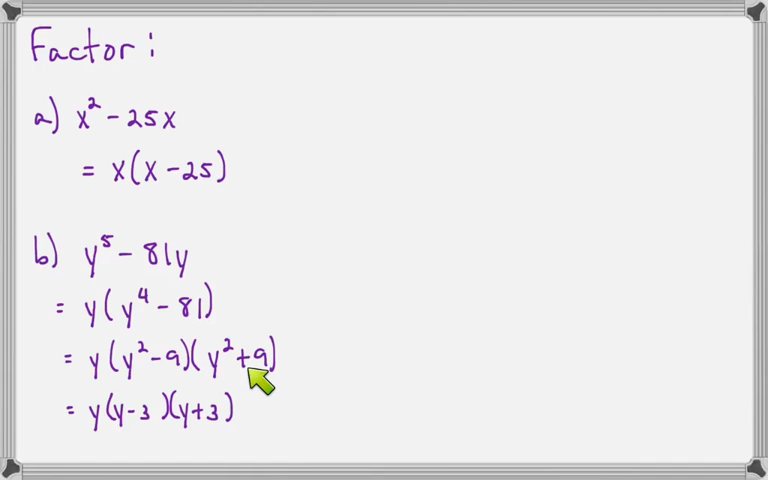 Factor:
a) x² - 25x
= x(x - 25)
b) y⁵ - 81y
= y(y⁴ - 81)
= y(y² - 9)(y² + 9)
= y(y - 3)(y + 3)